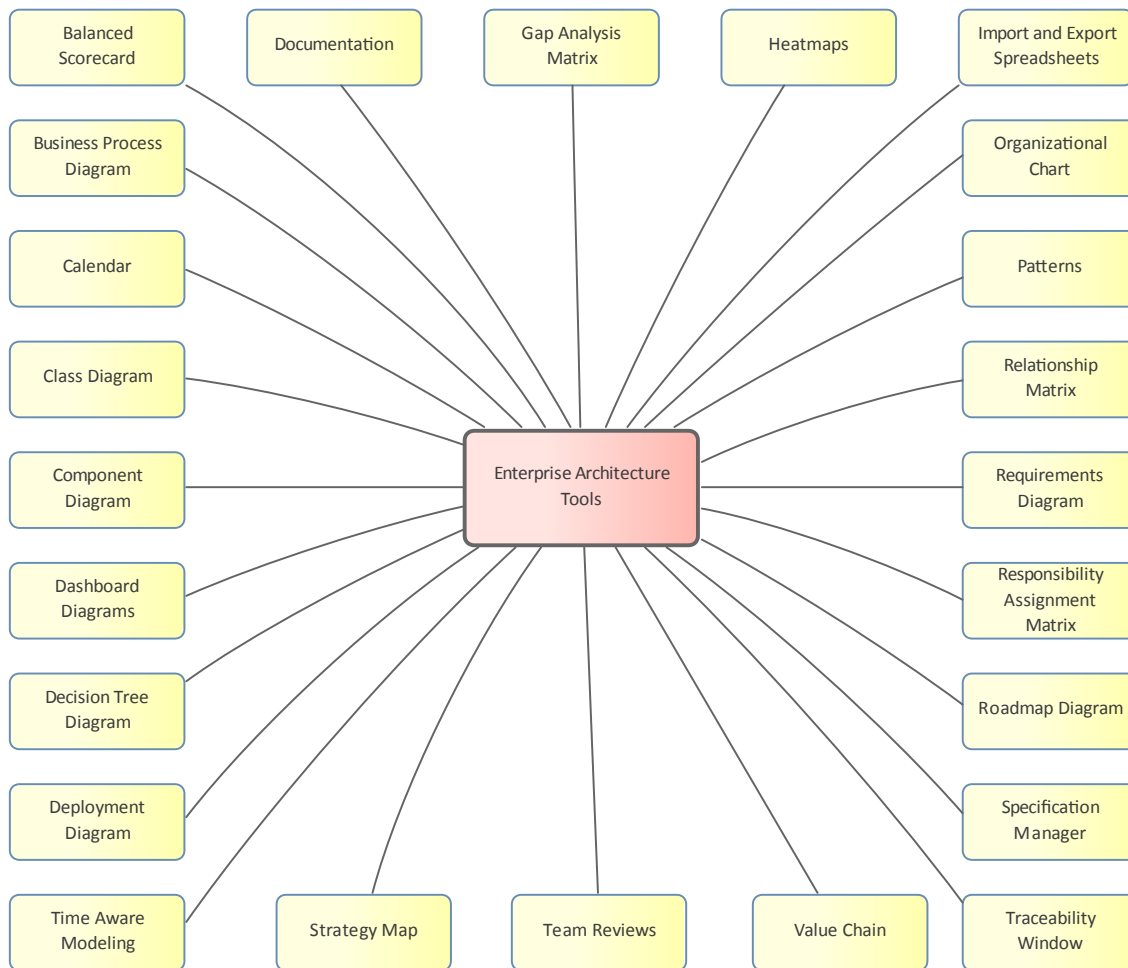 Balanced
Scorecard
Documentation
Gap Analysis
Matrix
Heatmaps
Import and Export
Spreadsheets
Business Process
Diagram
Organizational
Chart
Calendar
Patterns
Class Diagram
Relationship
Matrix
Component
Diagram
Enterprise Architecture
Tools
Requirements
Diagram
Dashboard
Diagrams
Responsibility
Assignment
Matrix
Decision Tree
Diagram
Roadmap Diagram
Deployment
Diagram
Specification
Manager
Time Aware
Modeling
Strategy Map
Team Reviews
Value Chain
Traceability
Window